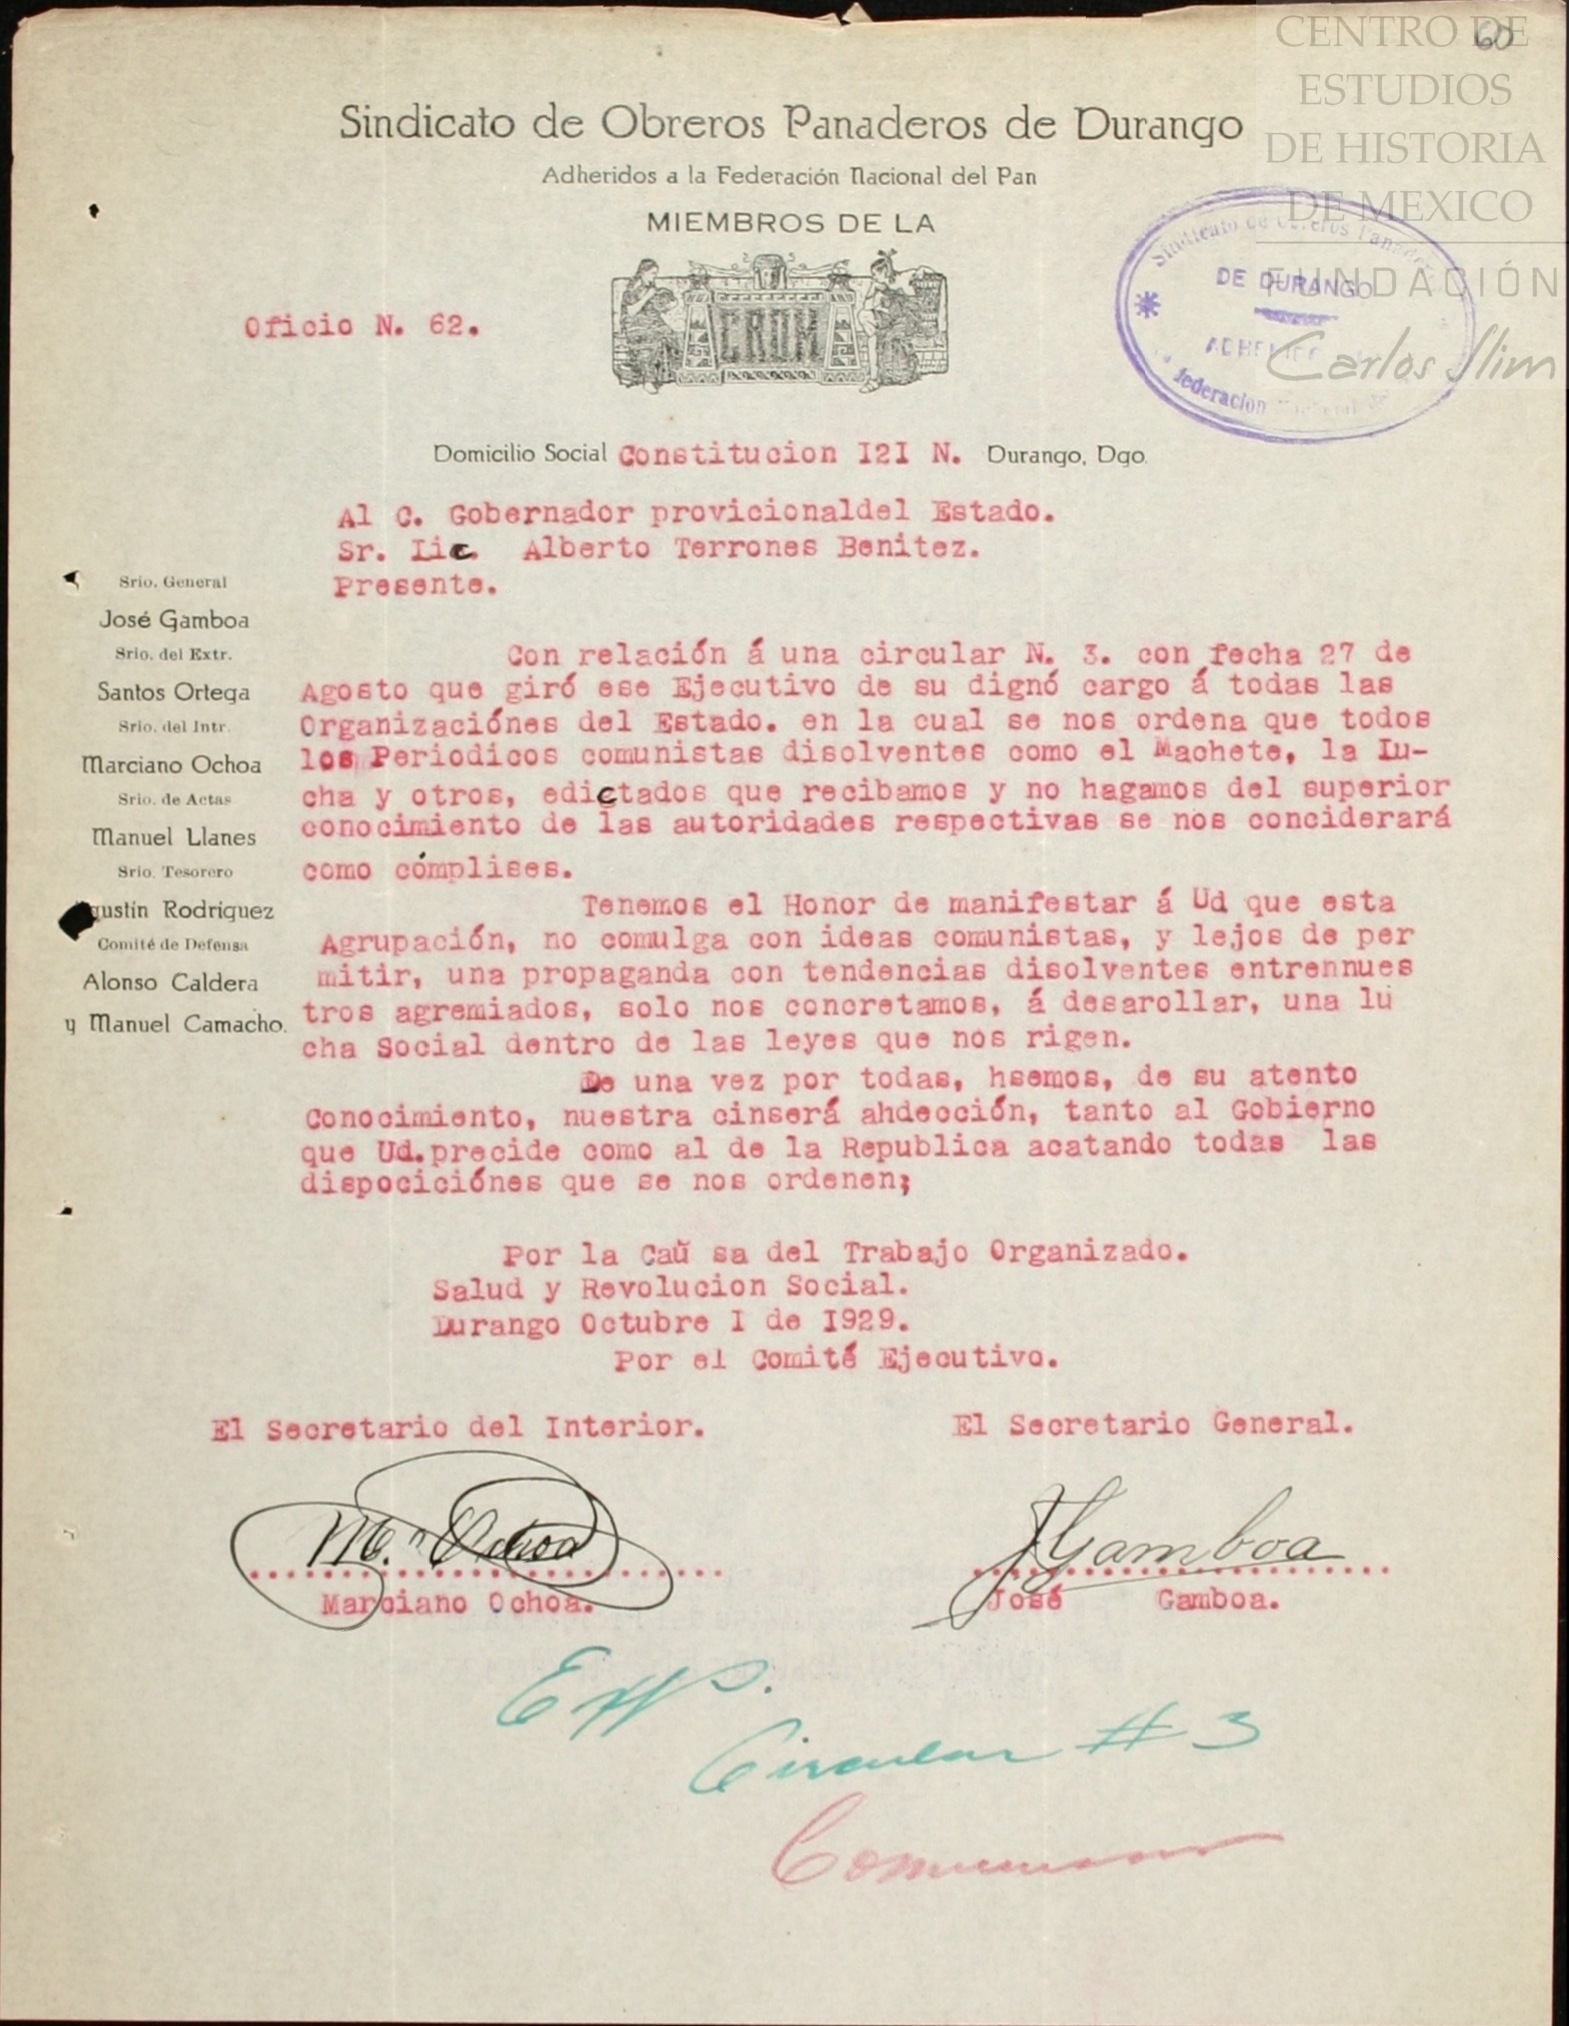 60
CENTRO DE
ESTUDIOS
DE HISTORIA
DE MEXICO
FUNDACIÓN
Carlos Slim
Sindicato de Obreros Panaderos de Durango
Adheridos a la Federación Nacional del Pan
MIEMBROS DE LA
CROM
Sindicato de Obreros Panaderos
DE DURANGO
federacion
Oficio N. 62.
Domicilio Social Constitucion I2I N. Durango, Dgo.
Al C. Gobernador provicionaldel Estado.
Sr. Lic. Alberto Terrones Benitez.
Presente.
Srio. General
José Gamboa
Srio. del Extr.
Santos Ortega
Srio. del Intr.
Marciano Ochoa
Srio. de Actas
Manuel Llanes
Srio. Tesorero
gustín Rodríguez
Comité de Defensa
Alonso Caldera
y Manuel Camacho.
Con relación á una circular N. 3. con fecha 27 de
Agosto que giró ese Ejecutivo de su dignó cargo á todas las
Organizaciónes del Estado. en la cual se nos ordena que todos
los Periodicos comunistas disolventes como el Machete, la Lu-
cha y otros, edictados que recibamos y no hagamos del superior
conocimiento de las autoridades respectivas se nos conciderará
como cómplises.
Tenemos el Honor de manifestar á Ud que esta
Agrupación, no comulga con ideas comunistas, y lejos de per
mitir, una propaganda con tendencias disolventes entrennues
tros agremiados, solo nos concretamos, á desarollar, una lu
cha Social dentro de las leyes que nos rigen.
De una vez por todas, hsemos, de su atento
Conocimiento, nuestra cinserá ahdección, tanto al Gobierno
que Ud.precide como al de la Republica acatando todas las
dispociciónes que se nos ordenen;
Por la Caŭ sa del Trabajo Organizado.
Salud y Revolucion Social.
Durango Octubre I de I929.
Por el Comité Ejecutivo.
El Secretario del Interior.
El Secretario General.
M. Ochoa
J Gamboa
Marciano Ochoa.
José Gamboa.
Exp.
Circular # 3